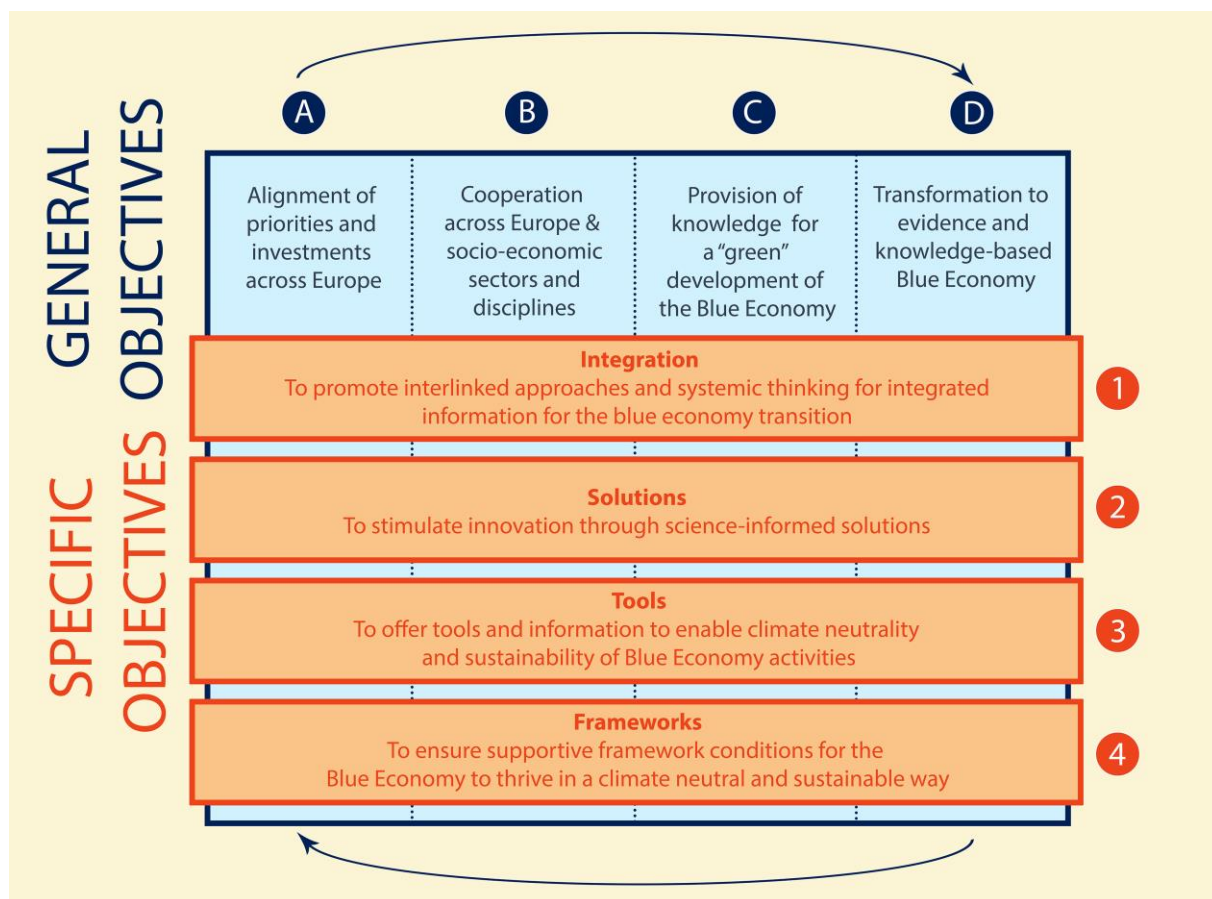 GENERAL
OBJECTIVES
A
B
C
D
Alignment of
priorities and
investments
across Europe
Cooperation
across Europe &
socio-economic
sectors and
disciplines
Provision of
knowledge for
a "green"
development of
the Blue Economy
Transformation to
evidence and
knowledge-based
Blue Economy
SPECIFIC
OBJECTIVES
Integration
To promote interlinked approaches and systemic thinking for integrated
information for the blue economy transition
1
Solutions
To stimulate innovation through science-informed solutions
2
Tools
To offer tools and information to enable climate neutrality
and sustainability of Blue Economy activities
3
Frameworks
To ensure supportive framework conditions for the
Blue Economy to thrive in a climate neutral and sustainable way
4